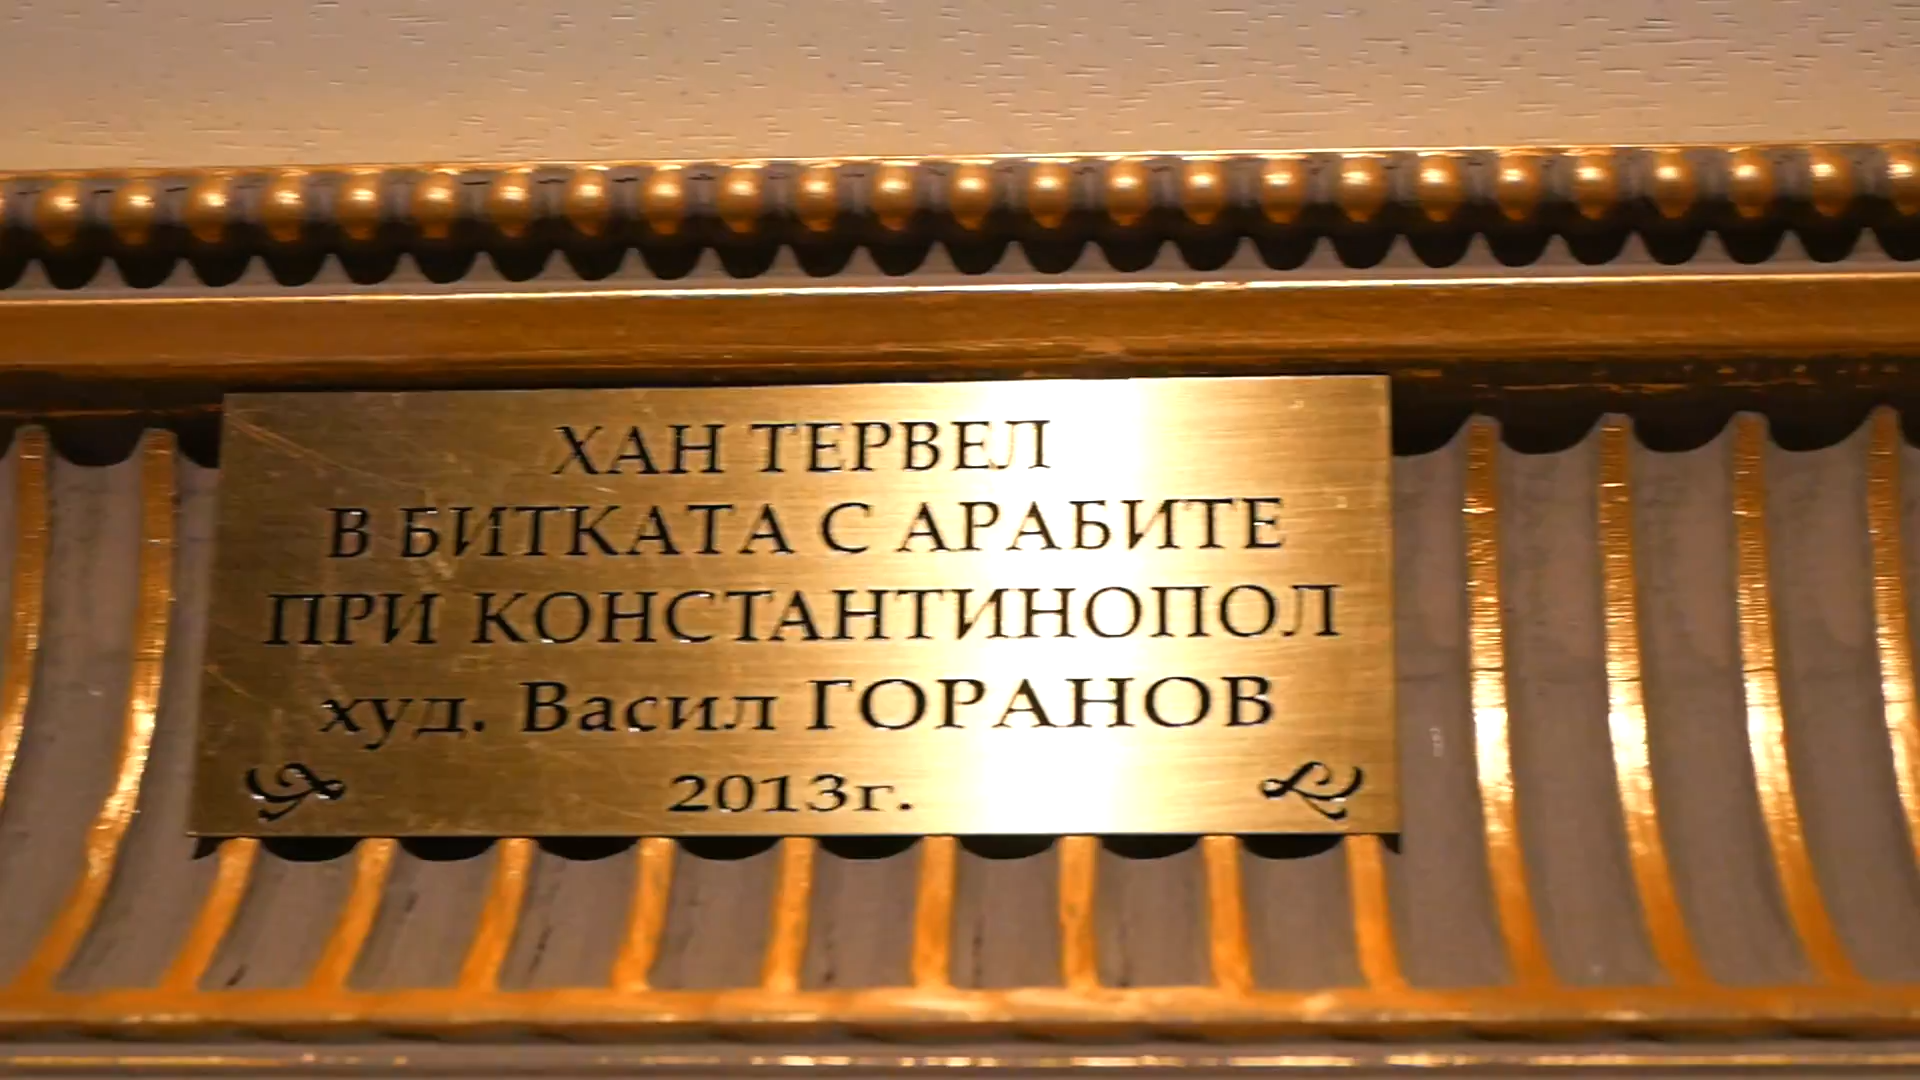 ХАН ТЕРВЕЛ
В БИТКАТА С АРАБИТЕ
ПРИ КОНСТАНТИНОПОЛ
худ. Васил ГОРАНОВ
2013г.